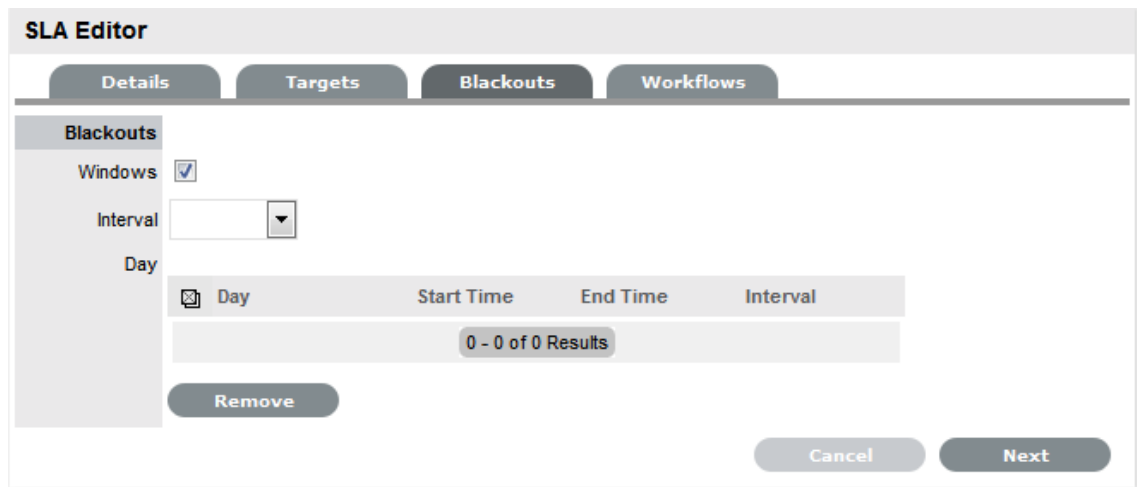 SLA Editor
Details Targets Blackouts Workflows
Blackouts
Windows
Interval
Day
Day Start Time End Time Interval
0 - 0 of 0 Results
Remove
Cancel Next